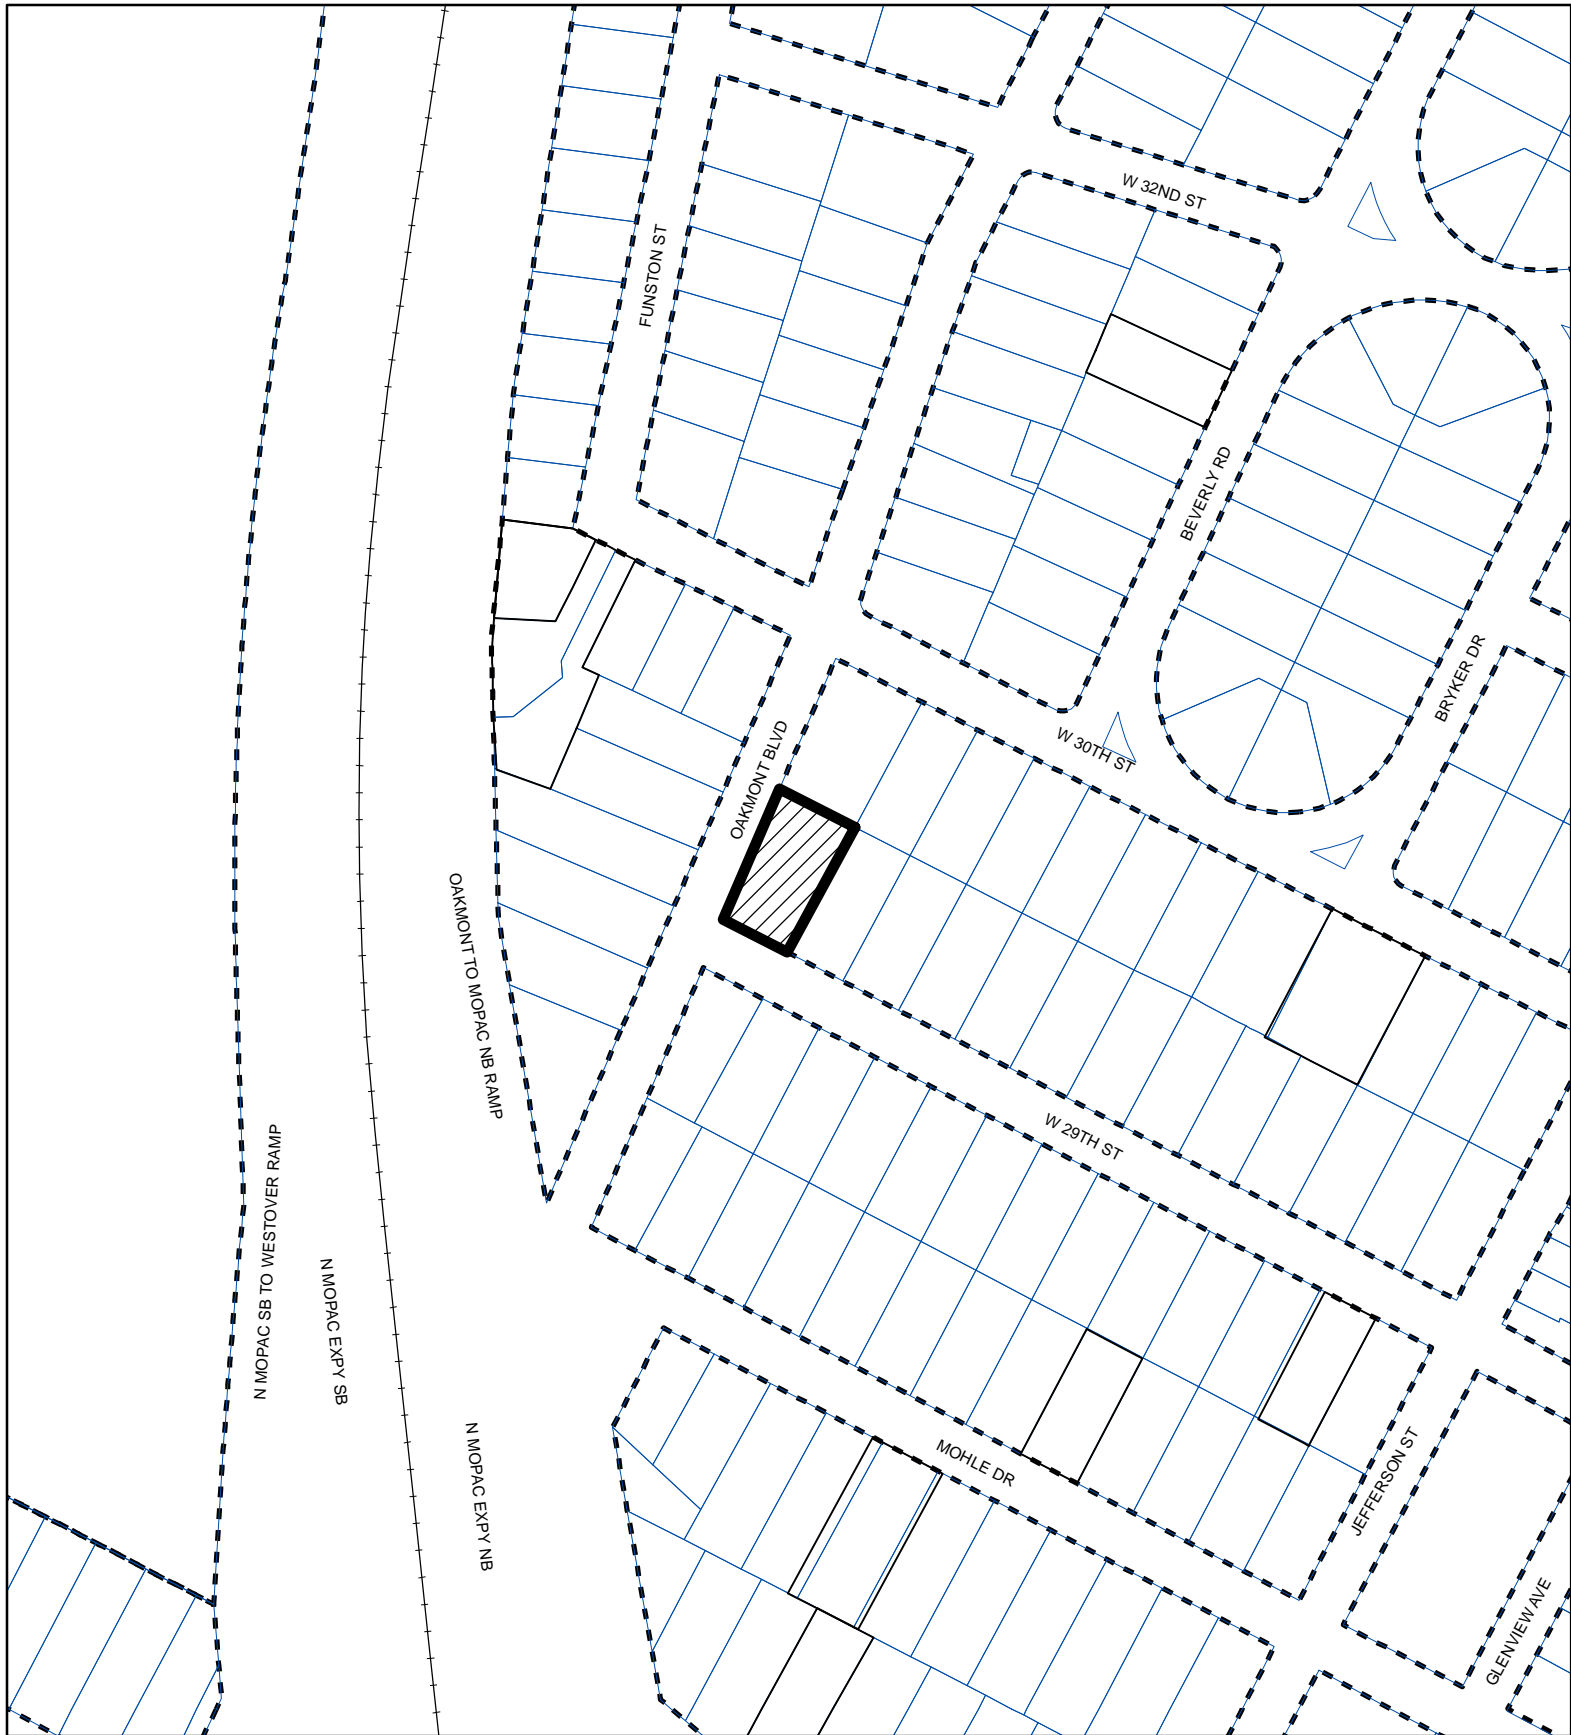 W 32ND ST
FUNSTON ST
BEVERLY RD
BRYKER DR
W 30TH ST
OAKMONT BLVD
OAKMONT TO MOPAC NB RAMP
W 29TH ST
N MOPAC SB TO WESTOVER RAMP
N MOPAC EXPY SB
N MOPAC EXPY NB
MOHLE DR
JEFFERSON ST
GLENVIEW AVE